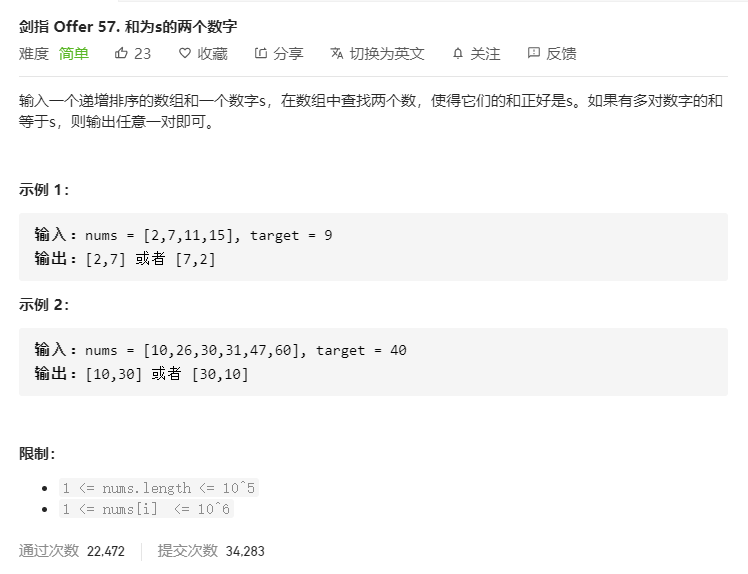 剑指 Offer 57. 和为s的两个数字
难度 简单 23 收藏 分享 切换为英文 关注 反馈
输入一个递增排序的数组和一个数字s，在数组中查找两个数，使得它们的和正好是s。如果有多对数字的和
等于s，则输出任意一对即可。
示例 1：
输入：nums = [2,7,11,15], target = 9
输出：[2,7] 或者 [7,2]
示例 2：
输入：nums = [10,26,30,31,47,60], target = 40
输出：[10,30] 或者 [30,10]
限制：
1 <= nums.length <= 10^5
1 <= nums[i] <= 10^6
通过次数 22,472 提交次数 34,283